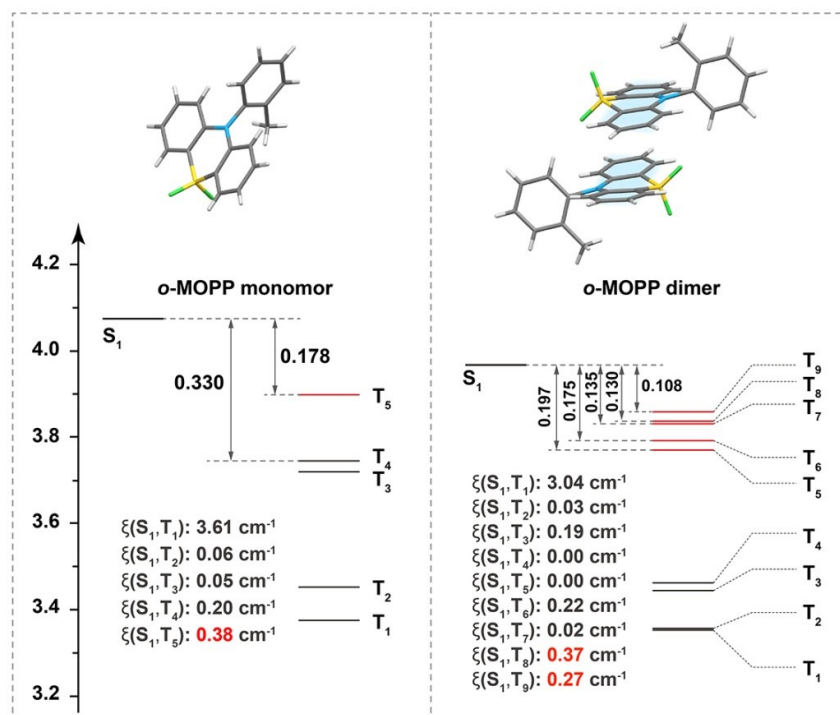 4.2
4.0
3.8
3.6
3.4
3.2
o-MOPP monomor
S1
0.330
0.178
T5
T4
T3
T2
T1
ξ(S1,T1): 3.61 cm-1
ξ(S1,T2): 0.06 cm-1
ξ(S1,T3): 0.05 cm-1
ξ(S1,T4): 0.20 cm-1
ξ(S1,T5): 0.38 cm-1
o-MOPP dimer
S1
0.197
0.175
0.135
0.130
0.108
T9
T8
T7
T6
T5
T4
T3
T2
T1
ξ(S1,T1): 3.04 cm-1
ξ(S1,T2): 0.03 cm-1
ξ(S1,T3): 0.19 cm-1
ξ(S1,T4): 0.00 cm-1
ξ(S1,T5): 0.00 cm-1
ξ(S1,T6): 0.22 cm-1
ξ(S1,T7): 0.02 cm-1
ξ(S1,T8): 0.37 cm-1
ξ(S1,T9): 0.27 cm-1